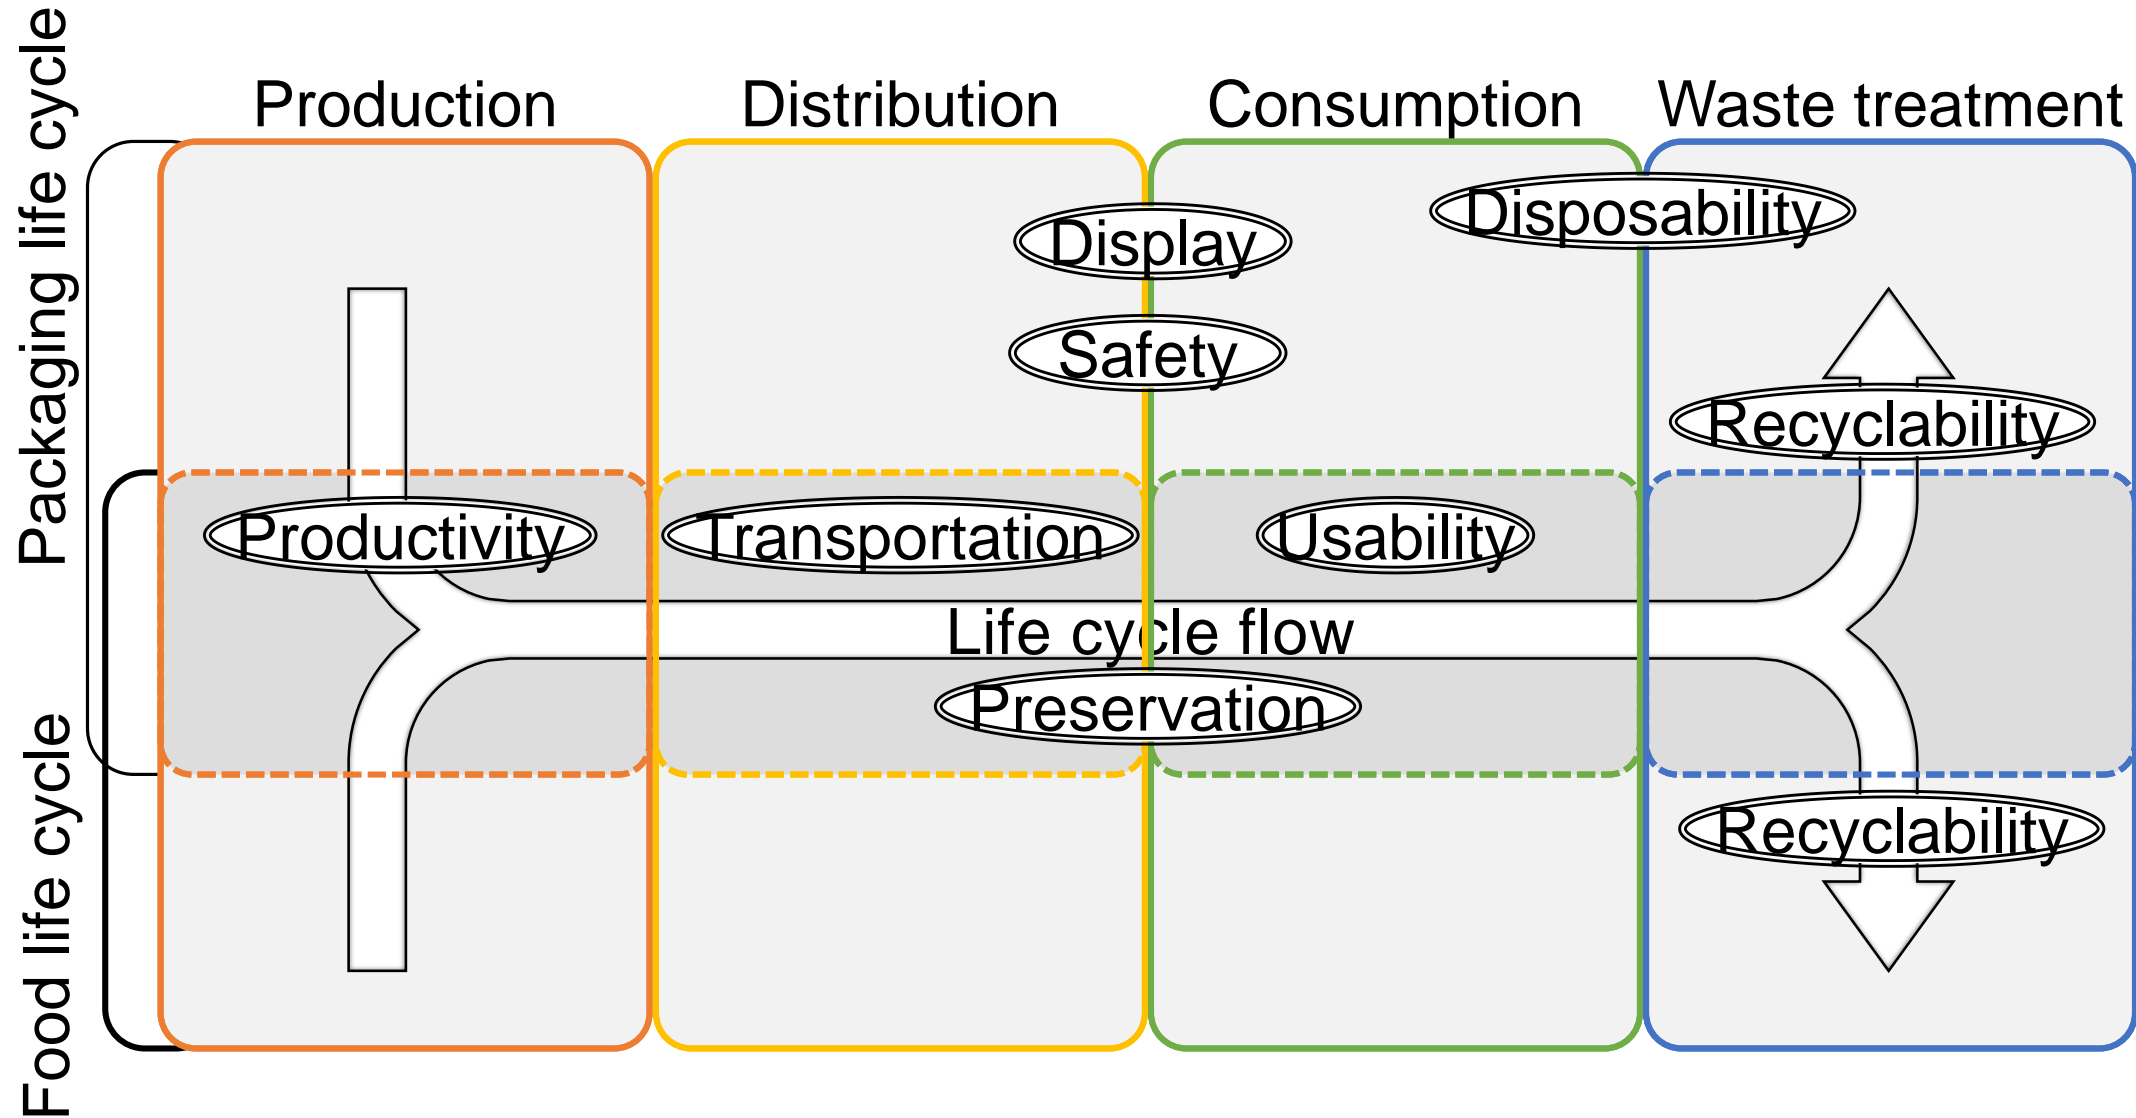 Packaging life cycle
Food life cycle
Production
Distribution
Consumption
Waste treatment
Disposability
Display
Safety
Recyclability
Productivity
Transportation
Usability
Life cycle flow
Preservation
Recyclability